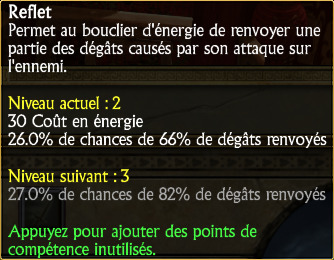 Reflet
Permet au bouclier d'énergie de renvoyer une
partie des dégâts causés par son attaque sur
l'ennemi.
Niveau actuel : 2
30 Coût en énergie
26.0% de chances de 66% de dégâts renvoyés
Niveau suivant : 3
27.0% de chances de 82% de dégâts renvoyés
Appuyez pour ajouter des points de
compétence inutilisés.